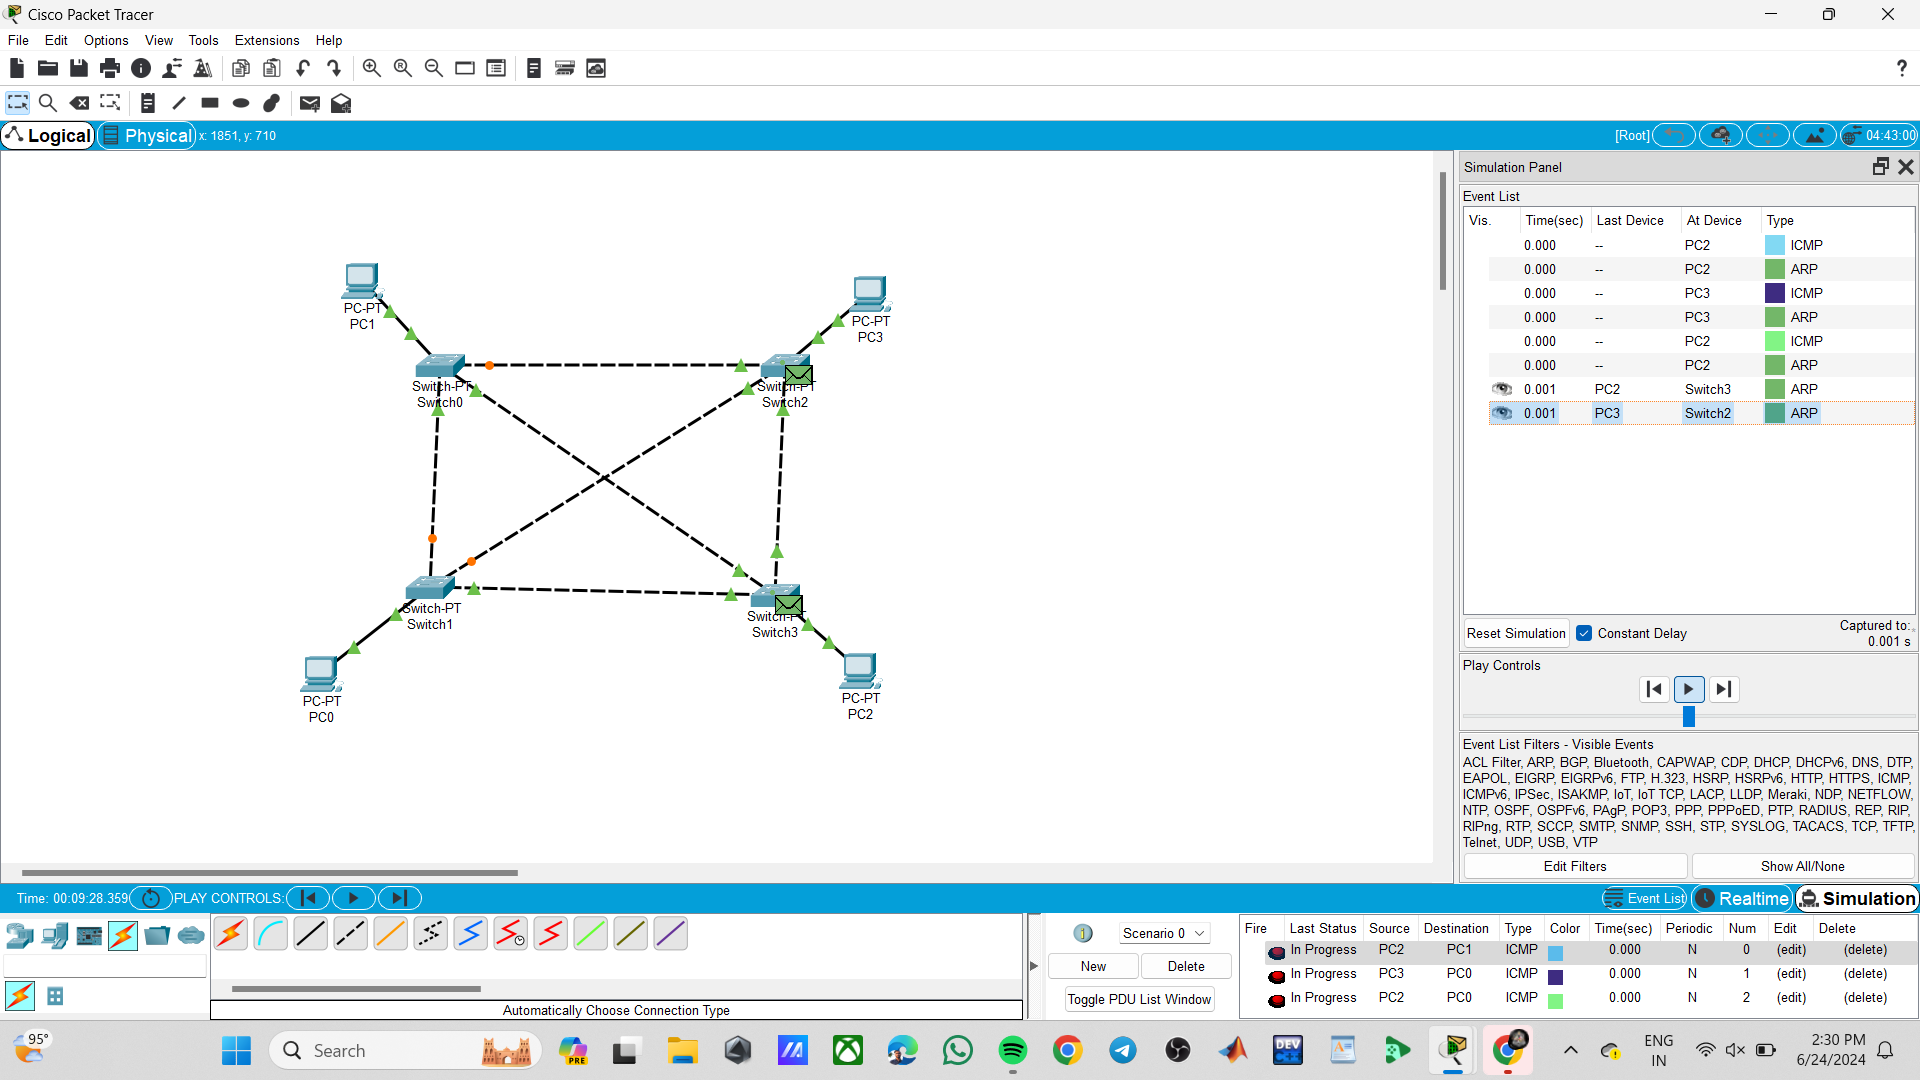 Cisco Packet Tracer
File Edit Options View Tools Extensions Help
?
Logical Physical x: 1851, y: 710 [Root] 04:43:00
Simulation Panel
Event List
Vis. Time(sec) Last Device At Device Type
0.000 -- PC2 ICMP
0.000 -- PC2 ARP
0.000 -- PC3 ICMP
0.000 -- PC3 ARP
0.000 -- PC2 ICMP
0.000 -- PC2 ARP
0.001 PC2 Switch3 ARP
0.001 PC3 Switch2 ARP
Reset Simulation Constant Delay Captured to:
0.001 s
Play Controls
Event List Filters - Visible Events
ACL Filter, ARP, BGP, Bluetooth, CAPWAP, CDP, DHCP, DHCPv6, DNS, DTP,
EAPOL, EIGRP, EIGRPv6, FTP, H.323, HSRP, HSRPv6, HTTP, HTTPS, ICMP,
ICMPv6, IPSec, ISAKMP, IoT, IoT TCP, LACP, LLDP, Meraki, NDP, NETFLOW,
NTP, OSPF, OSPFv6, PAgP, POP3, PPP, PPPoED, PTP, RADIUS, REP, RIP,
RIPng, RTP, SCCP, SMTP, SNMP, SSH, STP, SYSLOG, TACACS, TCP, TFTP,
Telnet, UDP, USB, VTP
Edit Filters Show All/None
PC-PT
PC1
PC-PT
PC3
Switch-PT
Switch0
Switch-PT
Switch2
Switch-PT
Switch1
Switch-PT
Switch3
PC-PT
PC0
PC-PT
PC2
Time: 00:09:28.359 PLAY CONTROLS: Event List Realtime Simulation
Automatically Choose Connection Type
Scenario 0
New Delete
Toggle PDU List Window
Fire Last Status Source Destination Type Color Time(sec) Periodic Num Edit Delete
In Progress PC2 PC1 ICMP 0.000 N 0 (edit) (delete)
In Progress PC3 PC0 ICMP 0.000 N 1 (edit) (delete)
In Progress PC2 PC0 ICMP 0.000 N 2 (edit) (delete)
95°
Search
PRE
DEV
C++
ENG
IN
2:30 PM
6/24/2024